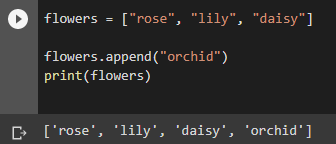 flowers = ["rose", "lily", "daisy"]
flowers.append("orchid")
print(flowers)
['rose', 'lily', 'daisy', 'orchid']